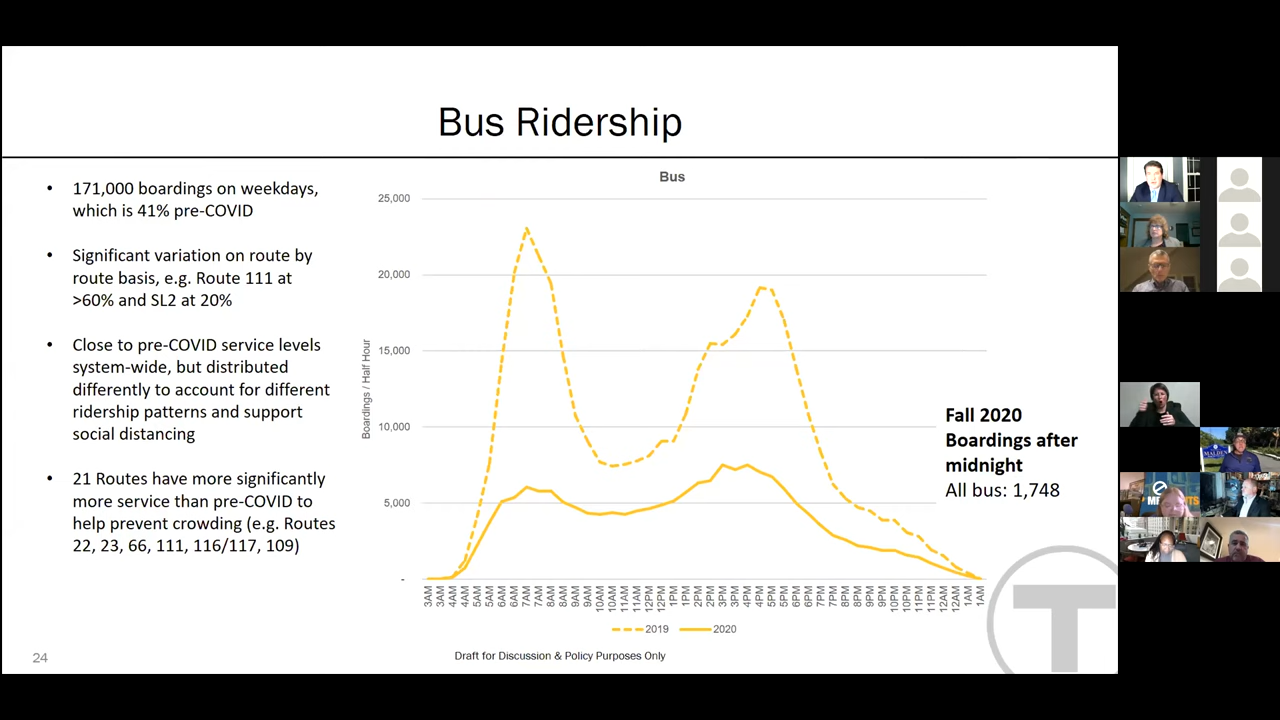 Bus Ridership
• 171,000 boardings on weekdays,
which is 41% pre-COVID
• Significant variation on route by
route basis, e.g. Route 111 at
>60% and SL2 at 20%
• Close to pre-COVID service levels
system-wide, but distributed
differently to account for different
ridership patterns and support
social distancing
• 21 Routes have more significantly
more service than pre-COVID to
help prevent crowding (e.g. Routes
22, 23, 66, 111, 116/117, 109)
Bus
25,000
20,000
15,000
10,000
5,000
-
Boardings / Half Hour
3AM 3AM 4AM 4AM 5AM 5AM 6AM 6AM 7AM 7AM 8AM 8AM 9AM 9AM 10AM 10AM 11AM 11AM 12PM 12PM 1PM 1PM 2PM 2PM 3PM 3PM 4PM 4PM 5PM 5PM 6PM 6PM 7PM 7PM 8PM 8PM 9PM 9PM 10PM 10PM 11PM 11PM 12AM 12AM 1AM 1AM
2019 2020
Fall 2020
Boardings after
midnight
All bus: 1,748
24
Draft for Discussion & Policy Purposes Only
T
MALDEN